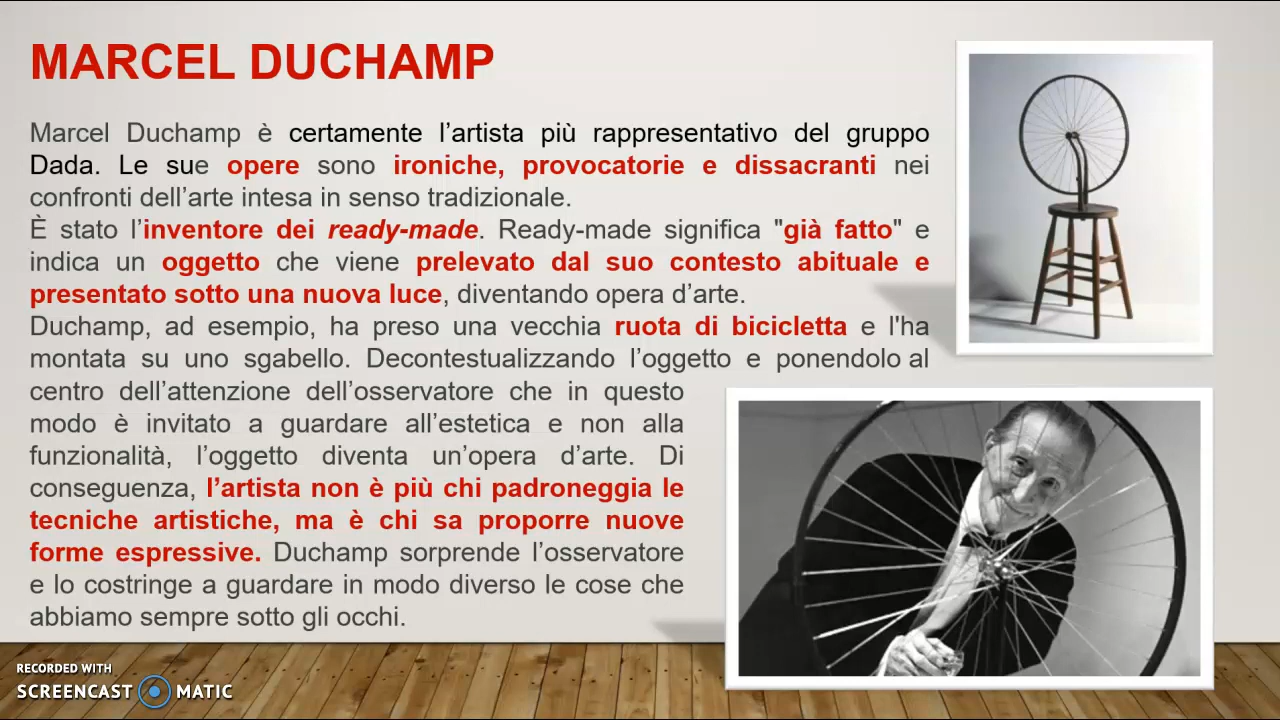 MARCEL DUCHAMP
Marcel Duchamp è certamente l’artista più rappresentativo del gruppo
Dada. Le sue opere sono ironiche, provocatorie e dissacranti nei
confronti dell’arte intesa in senso tradizionale.
È stato l’inventore dei ready-made. Ready-made significa "già fatto" e
indica un oggetto che viene prelevato dal suo contesto abituale e
presentato sotto una nuova luce, diventando opera d’arte.
Duchamp, ad esempio, ha preso una vecchia ruota di bicicletta e l'ha
montata su uno sgabello. Decontestualizzando l’oggetto e ponendolo al
centro dell’attenzione dell’osservatore che in questo
modo è invitato a guardare all’estetica e non alla
funzionalità, l’oggetto diventa un’opera d’arte. Di
conseguenza, l’artista non è più chi padroneggia le
tecniche artistiche, ma è chi sa proporre nuove
forme espressive. Duchamp sorprende l’osservatore
e lo costringe a guardare in modo diverso le cose che
abbiamo sempre sotto gli occhi.
RECORDED WITH
SCREENCAST MATIC